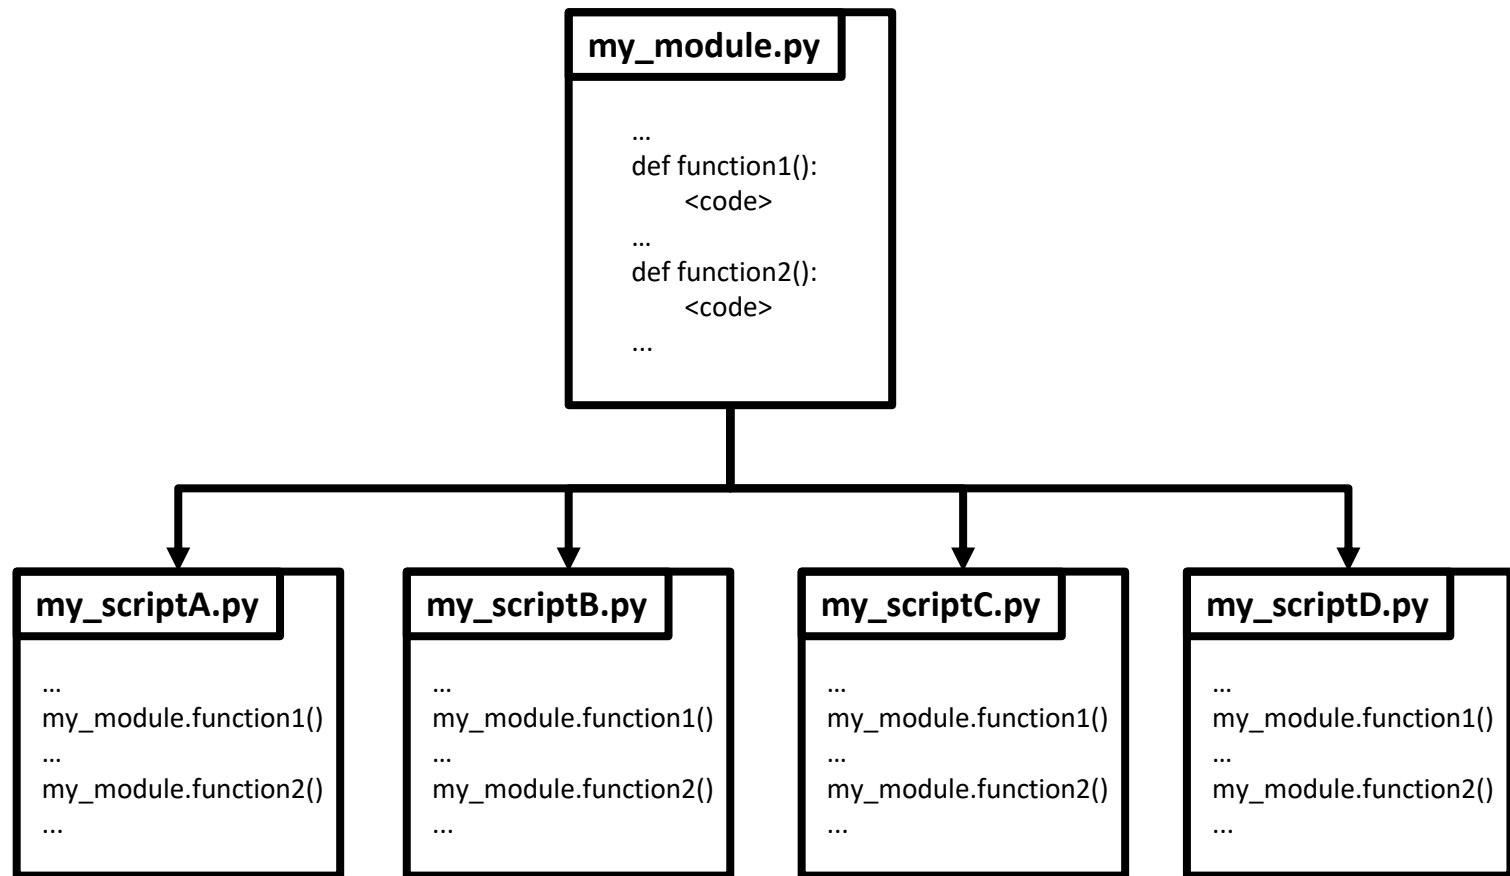 my_module.py
...
def function1():
<code>
...
def function2():
<code>
...
my_scriptA.py
...
my_module.function1()
...
my_module.function2()
...
my_scriptB.py
...
my_module.function1()
...
my_module.function2()
...
my_scriptC.py
...
my_module.function1()
...
my_module.function2()
...
my_scriptD.py
...
my_module.function1()
...
my_module.function2()
...